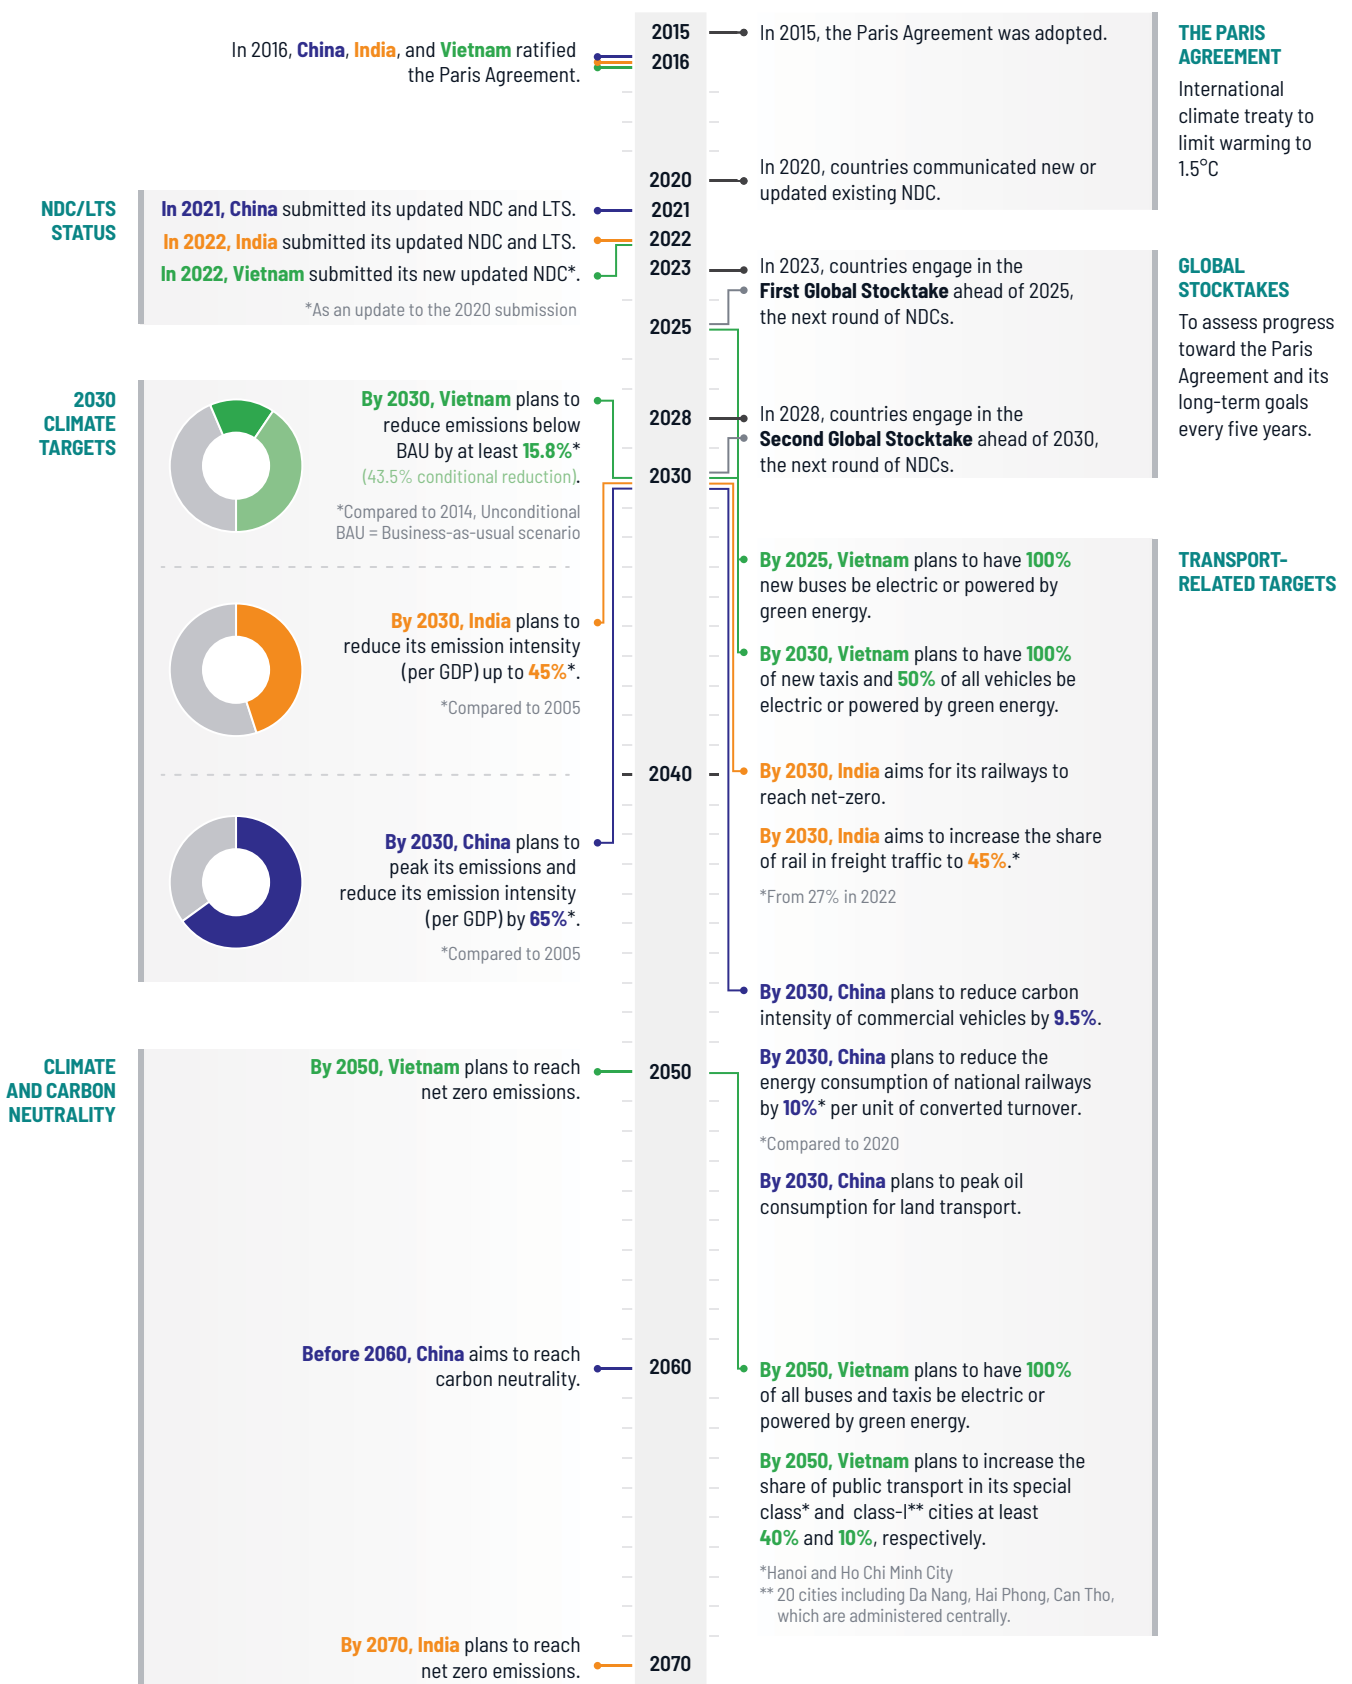 In 2016, China, India, and Vietnam ratified
the Paris Agreement.
2015
2016
In 2015, the Paris Agreement was adopted.
THE PARIS
AGREEMENT
International
climate treaty to
limit warming to
1.5°C
2020
In 2020, countries communicated new or
updated existing NDC.
NDC/LTS
STATUS
In 2021, China submitted its updated NDC and LTS.
In 2022, India submitted its updated NDC and LTS.
In 2022, Vietnam submitted its new updated NDC*.
*As an update to the 2020 submission
2021
2022
2023
2025
In 2023, countries engage in the
First Global Stocktake ahead of 2025,
the next round of NDCs.
GLOBAL
STOCKTAKES
To assess progress
toward the Paris
Agreement and its
long-term goals
every five years.
2028
In 2028, countries engage in the
Second Global Stocktake ahead of 2030,
the next round of NDCs.
2030
2030
CLIMATE
TARGETS
By 2030, Vietnam plans to
reduce emissions below
BAU by at least 15.8%*
(43.5% conditional reduction).
*Compared to 2014, Unconditional
BAU = Business-as-usual scenario
By 2030, India plans to
reduce its emission intensity
(per GDP) up to 45%*.
*Compared to 2005
By 2030, China plans to
peak its emissions and
reduce its emission intensity
(per GDP) by 65%*.
*Compared to 2005
2040
TRANSPORT-
RELATED TARGETS
By 2025, Vietnam plans to have 100%
new buses be electric or powered by
green energy.
By 2030, Vietnam plans to have 100%
of new taxis and 50% of all vehicles be
electric or powered by green energy.
By 2030, India aims for its railways to
reach net-zero.
By 2030, India aims to increase the share
of rail in freight traffic to 45%.*
*From 27% in 2022
By 2030, China plans to reduce carbon
intensity of commercial vehicles by 9.5%.
By 2030, China plans to reduce the
energy consumption of national railways
by 10%* per unit of converted turnover.
*Compared to 2020
By 2030, China plans to peak oil
consumption for land transport.
CLIMATE
AND CARBON
NEUTRALITY
By 2050, Vietnam plans to reach
net zero emissions.
2050
Before 2060, China aims to reach
carbon neutrality.
2060
By 2050, Vietnam plans to have 100%
of all buses and taxis be electric or
powered by green energy.
By 2050, Vietnam plans to increase the
share of public transport in its special
class* and class-I** cities at least
40% and 10%, respectively.
*Hanoi and Ho Chi Minh City
** 20 cities including Da Nang, Hai Phong, Can Tho,
which are administered centrally.
By 2070, India plans to reach
net zero emissions.
2070